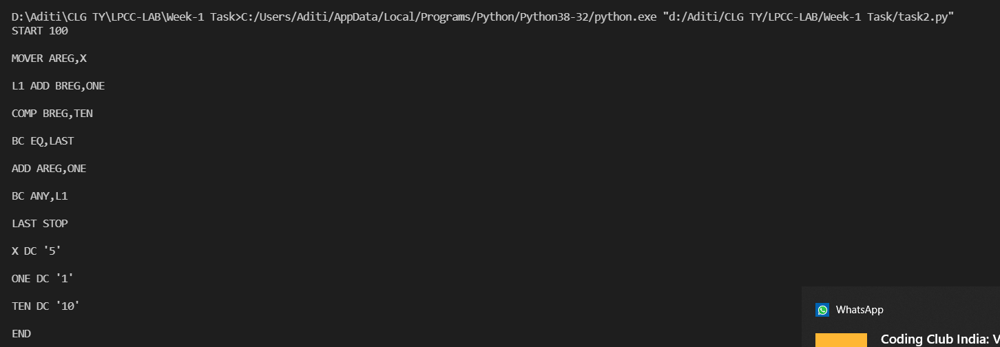 D:\Aditi\CLG TY\LPCC-LAB\Week-1 Task>C:/Users/Aditi/AppData/Local/Programs/Python/Python38-32/python.exe "d:/Aditi/CLG TY/LPCC-LAB/Week-1 Task/task2.py"
START 100
MOVER AREG,X
L1 ADD BREG,ONE
COMP BREG,TEN
BC EQ,LAST
ADD AREG,ONE
BC ANY,L1
LAST STOP
X DC '5'
ONE DC '1'
TEN DC '10'
END
WhatsApp
Coding Club India: V